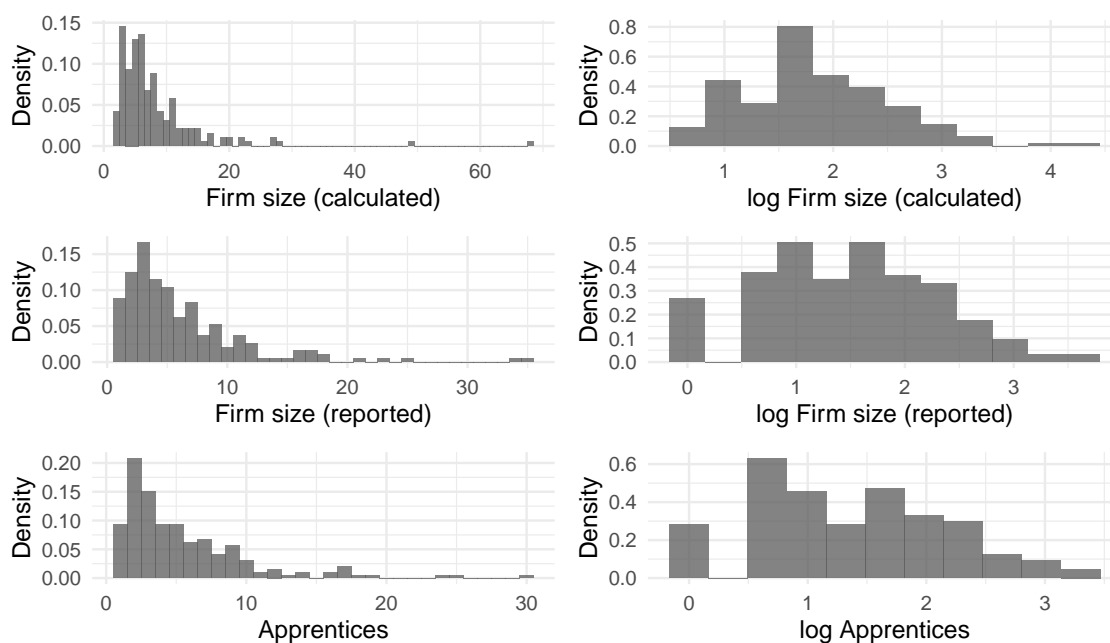 0.15
0.10
0.05
0.00
Density
0 20 40 60
Firm size (calculated)
0.8
0.6
0.4
0.2
0.0
Density
1 2 3 4
log Firm size (calculated)
0.15
0.10
0.05
0.00
Density
0 10 20 30
Firm size (reported)
0.5
0.4
0.3
0.2
0.1
0.0
Density
0 1 2 3
log Firm size (reported)
0.20
0.15
0.10
0.05
0.00
Density
0 10 20 30
Apprentices
0.6
0.4
0.2
0.0
Density
0 1 2 3
log Apprentices